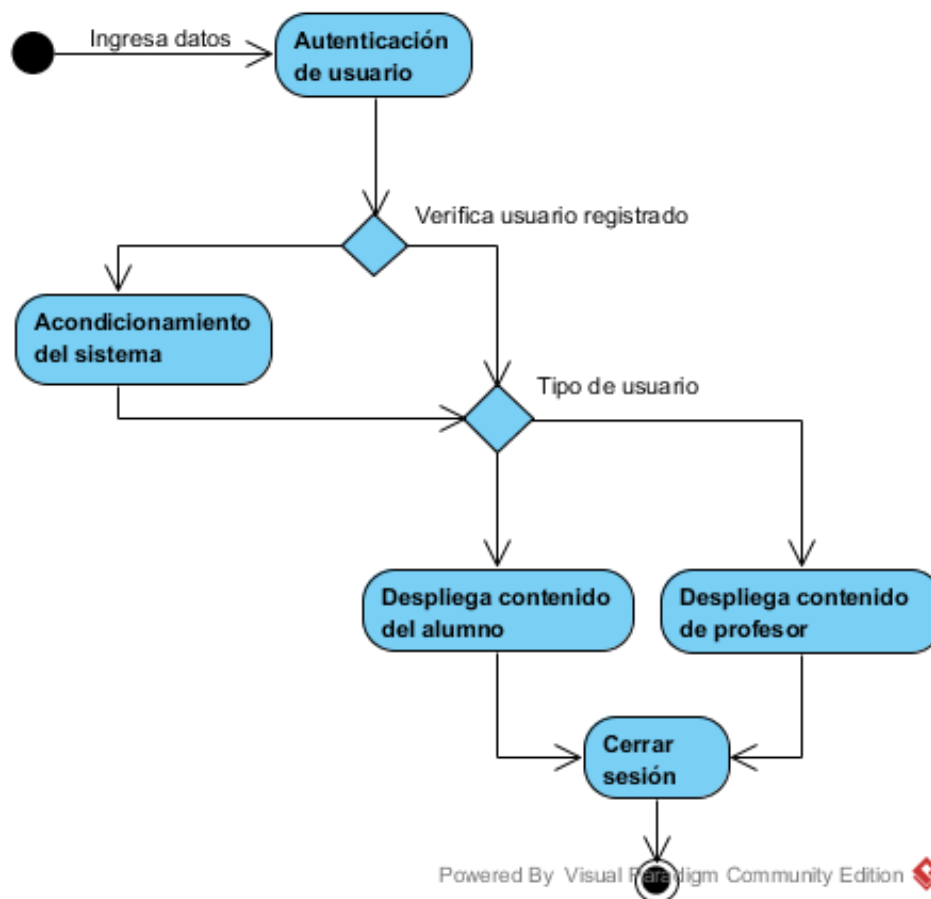 Ingresa datos
Autenticación
de usuario
Verifica usuario registrado
Acondicionamiento
del sistema
Tipo de usuario
Despliega contenido
del alumno
Despliega contenido
de profesor
Cerrar
sesión
Powered By Visual Paradigm Community Edition